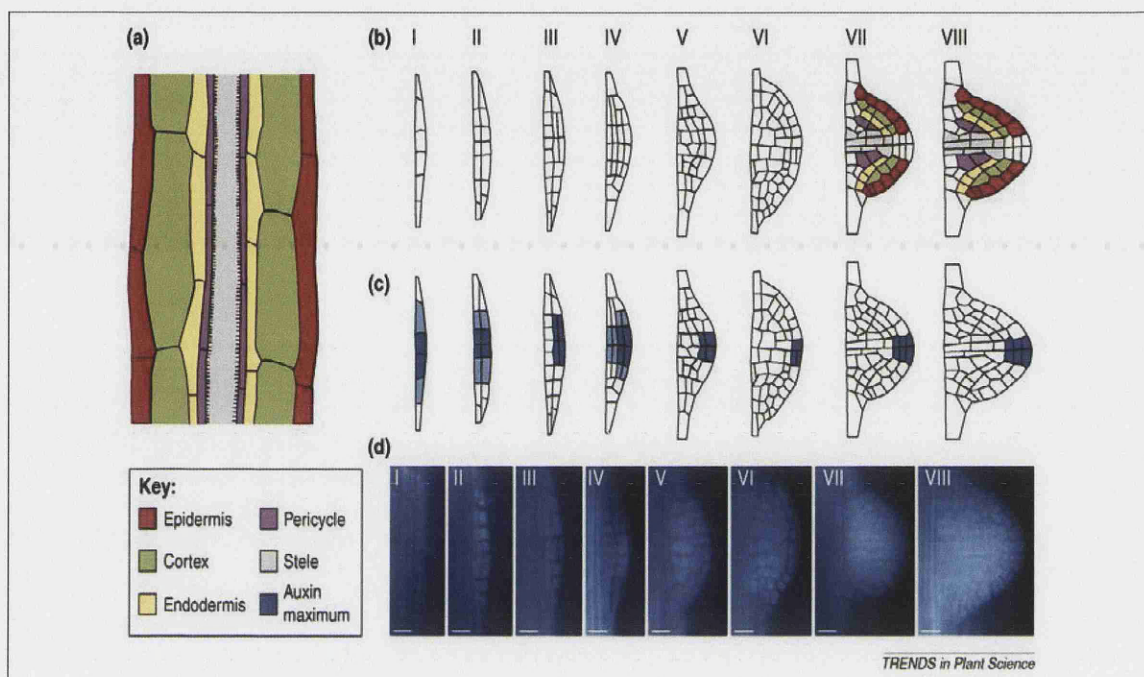 (a)
(b) I II III IV V VI VII VIII
(c)
(d)
I II III IV V VI VII VIII
Key:
Epidermis Pericycle
Cortex Stele
Endodermis Auxin maximum
TRENDS in Plant Science